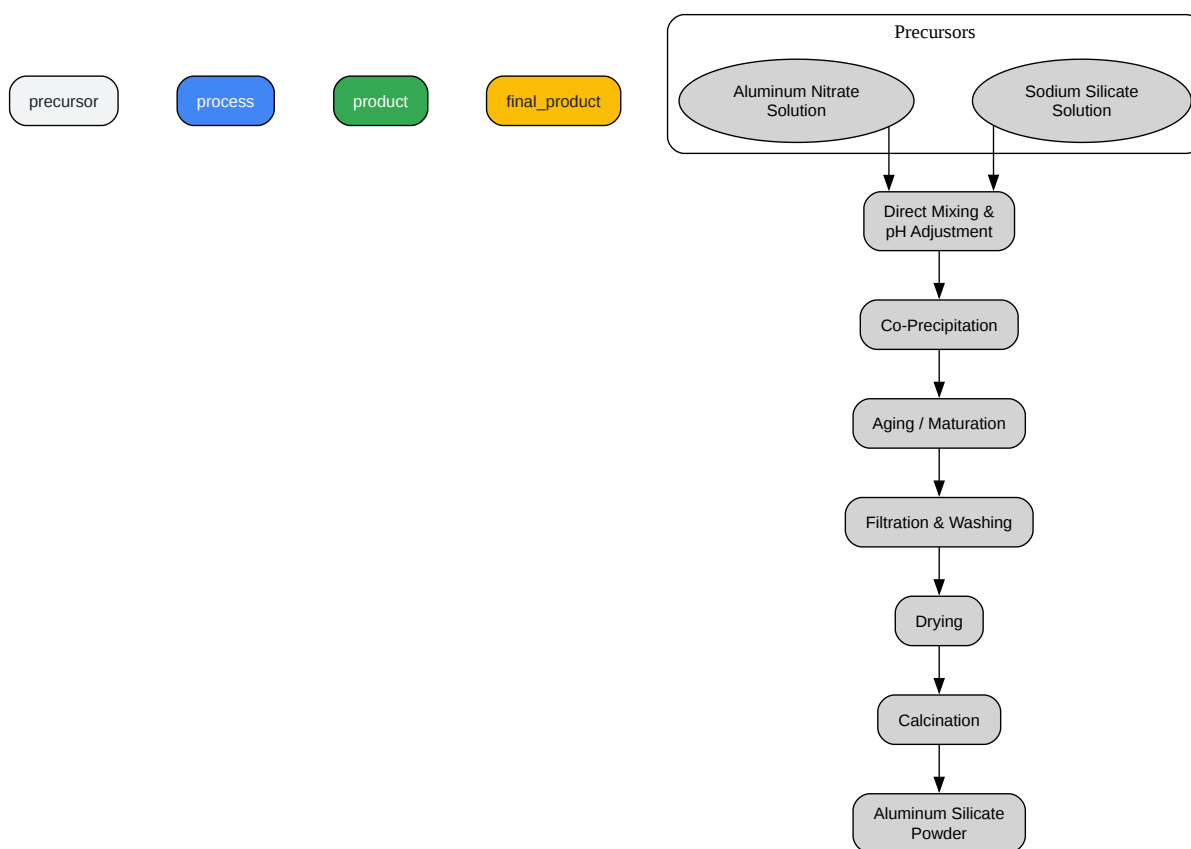 Precursors
precursor
process
product
final_product
Aluminum Nitrate
Solution
Sodium Silicate
Solution
Direct Mixing &
pH Adjustment
Co-Precipitation
Aging / Maturation
Filtration & Washing
Drying
Calcination
Aluminum Silicate
Powder